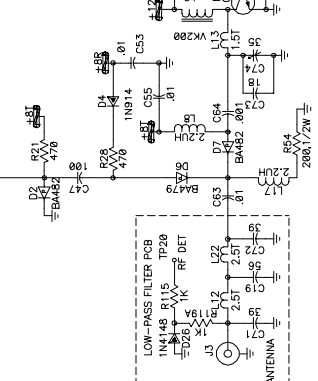 +12
VK200
L13
1.5T
35
C74
18
C73
+8R
.01
C53
D4
1N914
C55
.01
+8T
L8
2.2UH
C64
.001
+8T
R21
470
R28
470
D7
BA482
R54
200,1/2W
100
C47
D6
BA479
2.2UH
L17
D2
BA482
C63
.01
LOW-PASS FILTER PCB
TP20
RF DET
R115
1K
L22
2.5T
39
C72
56
C19
L12
2.5T
1N4148
D26
R119A
1K
39
C71
J3
ANTENNA